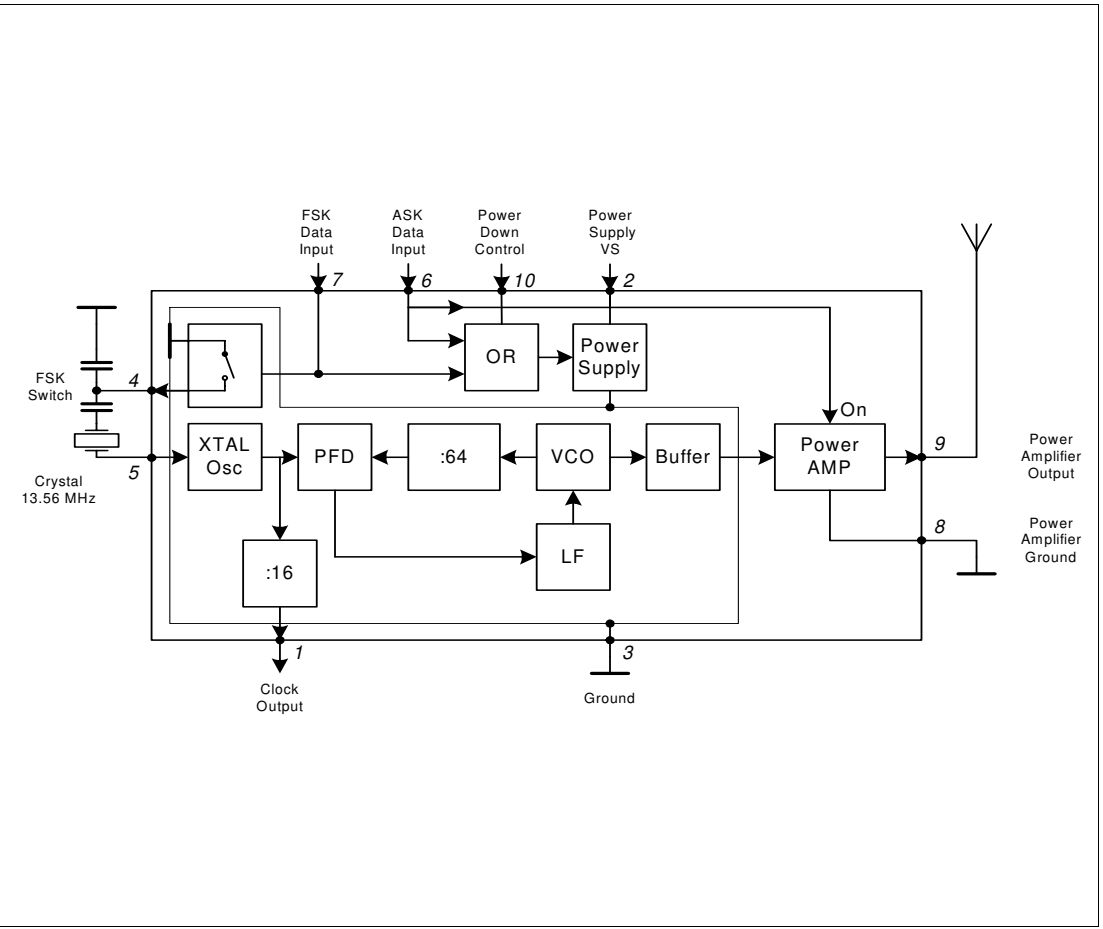 FSK
Data
Input
ASK
Data
Input
Power
Down
Control
Power
Supply
VS
7
6
10
2
OR
Power
Supply
FSK
Switch
4
On
XTAL
Osc
PFD
:64
VCO
Buffer
Power
AMP
9
Power
Amplifier
Output
5
Crystal
13.56 MHz
8
Power
Amplifier
Ground
LF
:16
1
3
Clock
Output
Ground